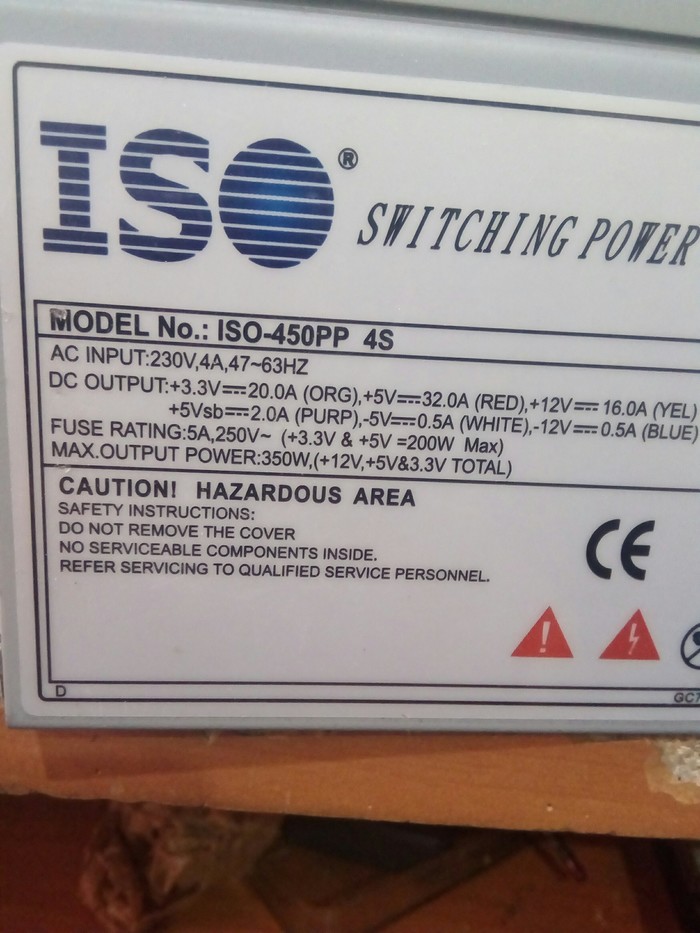 ISO®
SWITCHING POWER
MODEL No.: ISO-450PP 4S
AC INPUT:230V,4A,47~63HZ
DC OUTPUT:+3.3V⎓20.0A (ORG),+5V⎓32.0A (RED),+12V⎓ 16.0A (YEL)
+5Vsb⎓2.0A (PURP),-5V⎓0.5A (WHITE),-12V⎓0.5A (BLUE)
FUSE RATING:5A,250V~ (+3.3V & +5V =200W Max)
MAX.OUTPUT POWER:350W,(+12V,+5V&3.3V TOTAL)
CAUTION! HAZARDOUS AREA
SAFETY INSTRUCTIONS:
DO NOT REMOVE THE COVER
NO SERVICEABLE COMPONENTS INSIDE.
REFER SERVICING TO QUALIFIED SERVICE PERSONNEL.
CE
D